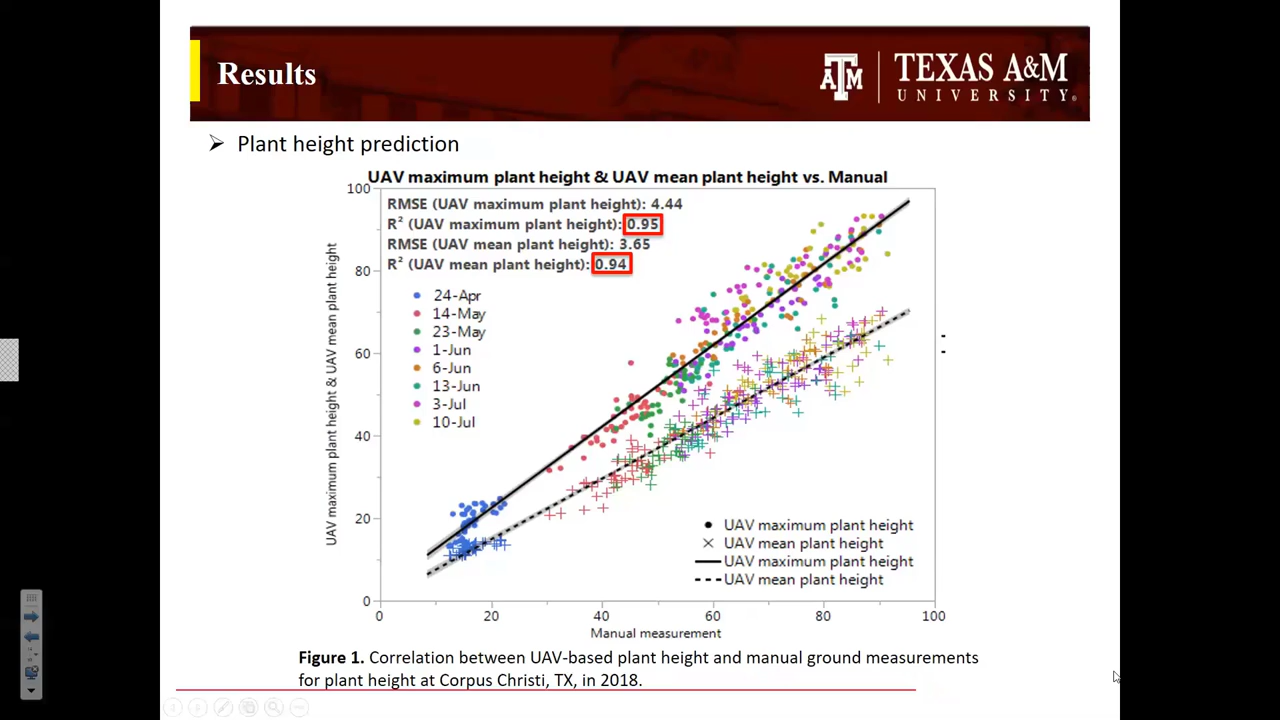 Results
TEXAS A&M
UNIVERSITY
Plant height prediction
UAV maximum plant height & UAV mean plant height vs. Manual
RMSE (UAV maximum plant height): 4.44
R² (UAV maximum plant height): 0.95
RMSE (UAV mean plant height): 3.65
R² (UAV mean plant height): 0.94
24-Apr
14-May
23-May
1-Jun
6-Jun
13-Jun
3-Jul
10-Jul
UAV maximum plant height & UAV mean plant height
100
80
60
40
20
0
UAV maximum plant height
UAV mean plant height
UAV maximum plant height
UAV mean plant height
0 20 40 60 80 100
Manual measurement
Figure 1. Correlation between UAV-based plant height and manual ground measurements
for plant height at Corpus Christi, TX, in 2018.